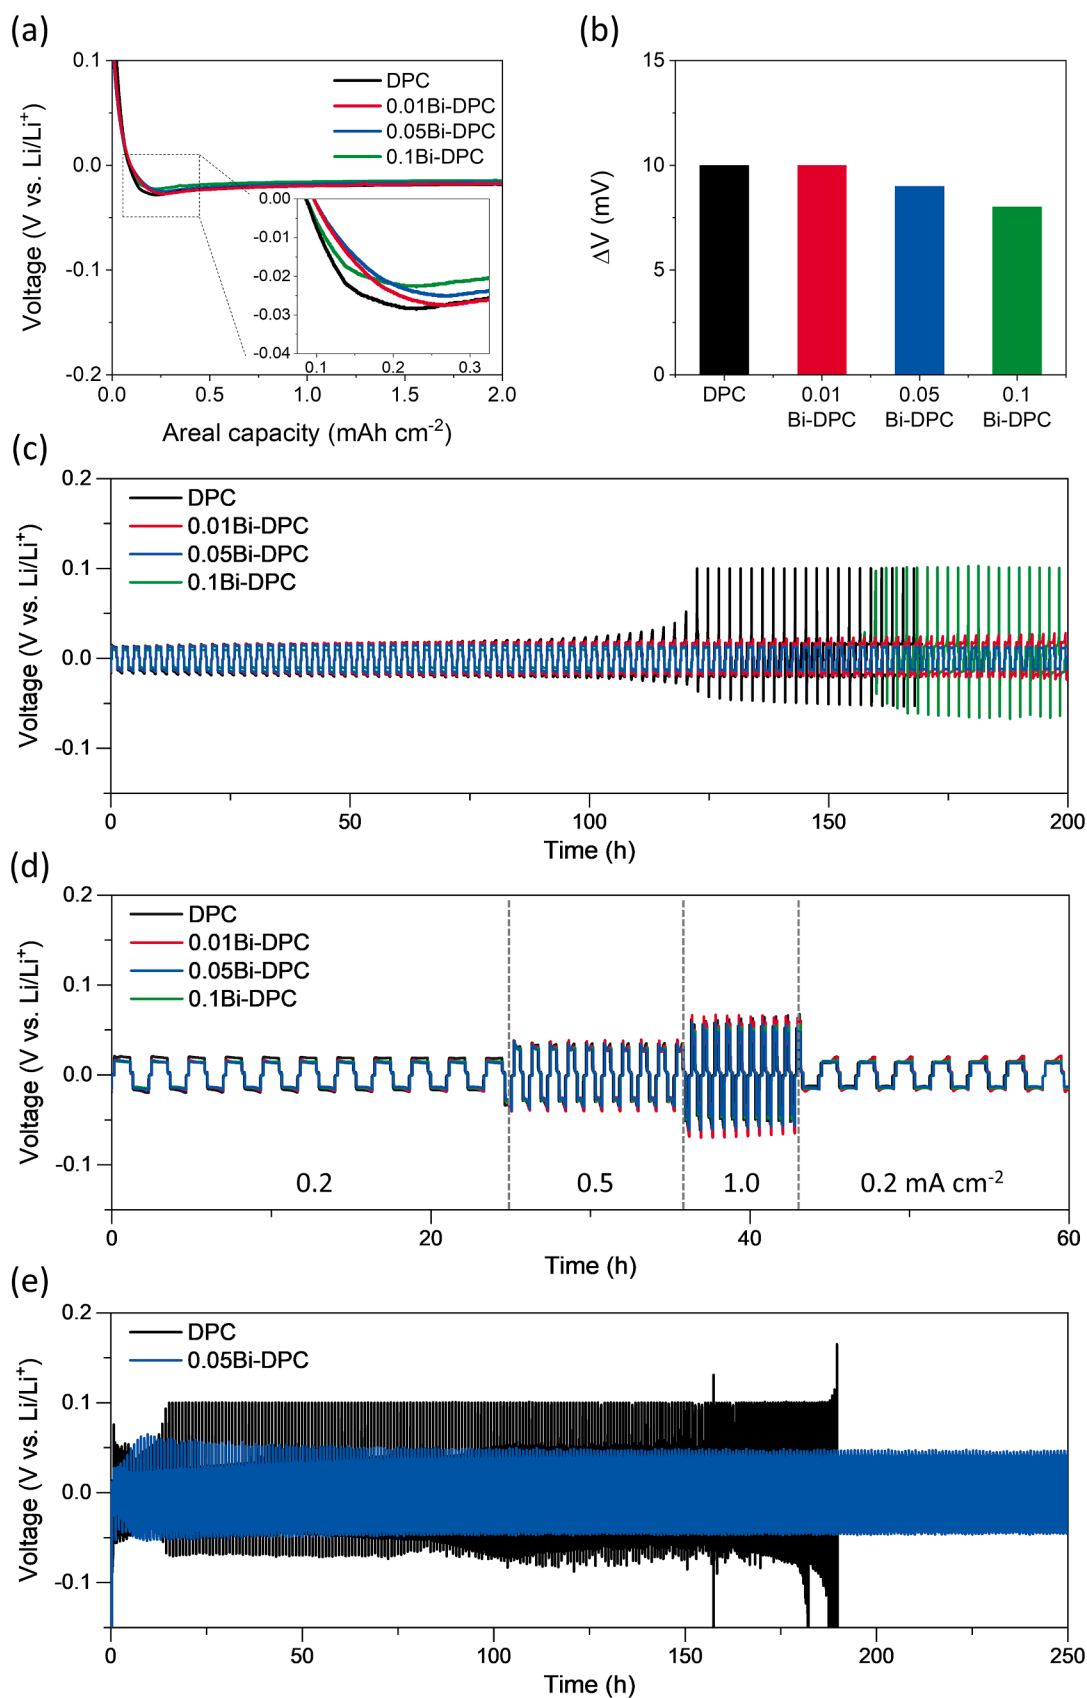 (a)
0.1
0.0
-0.1
-0.2
Voltage (V vs. Li/Li⁺)
DPC
0.01Bi-DPC
0.05Bi-DPC
0.1Bi-DPC
0.00
-0.01
-0.02
-0.03
-0.04
0.1 0.2 0.3
0.0 0.5 1.0 1.5 2.0
Areal capacity (mAh cm⁻²)
(b)
15
10
5
0
ΔV (mV)
DPC 0.01 0.05 0.1
Bi-DPC Bi-DPC Bi-DPC
(c)
0.2
0.1
0.0
-0.1
Voltage (V vs. Li/Li⁺)
DPC
0.01Bi-DPC
0.05Bi-DPC
0.1Bi-DPC
0 50 100 150 200
Time (h)
(d)
0.2
0.1
0.0
-0.1
Voltage (V vs. Li/Li⁺)
DPC
0.01Bi-DPC
0.05Bi-DPC
0.1Bi-DPC
0.2 0.5 1.0 0.2 mA cm⁻²
0 20 40 60
Time (h)
(e)
0.2
0.1
0.0
-0.1
Voltage (V vs. Li/Li⁺)
DPC
0.05Bi-DPC
0 50 100 150 200 250
Time (h)